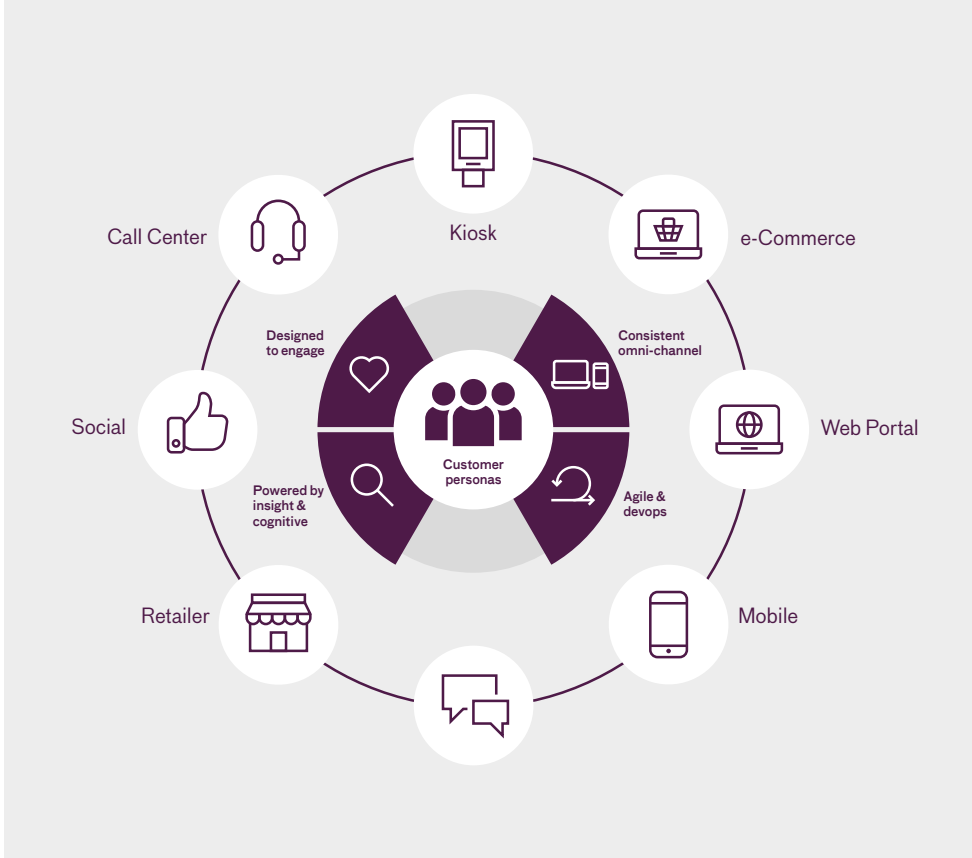 Kiosk
Call Center
e-Commerce
Designed
to engage
Consistent
omni-channel
Social
Web Portal
Customer
personas
Powered by
insight &
cognitive
Agile &
devops
Retailer
Mobile